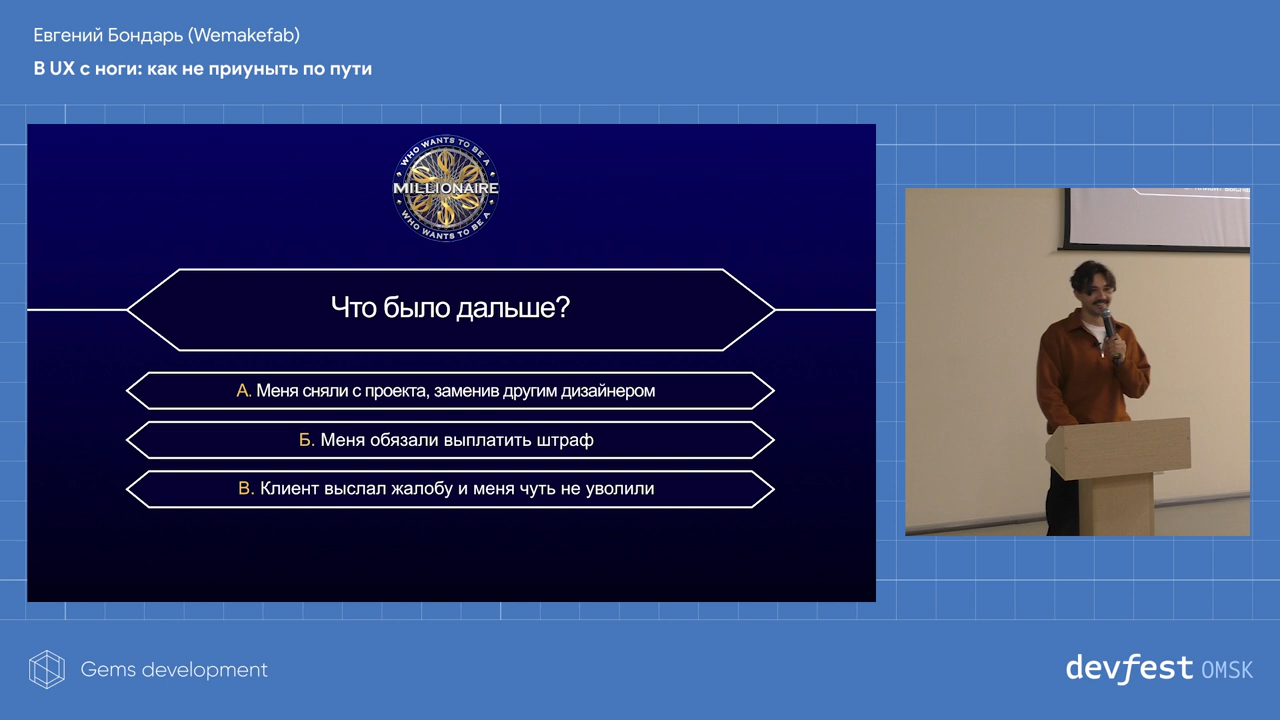 Евгений Бондарь (Wemakefab)
В UX с ноги: как не приуныть по пути
WHO WANTS TO BE A
MILLIONAIRE
WHO WANTS TO BE A
Что было дальше?
А. Меня сняли с проекта, заменив другим дизайнером
Б. Меня обязали выплатить штраф
В. Клиент выслал жалобу и меня чуть не уволили
Gems development
devfest OMSK